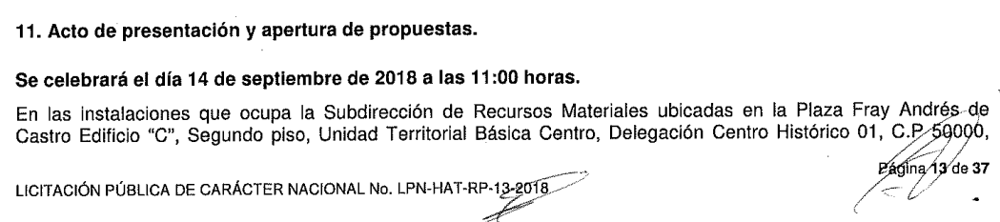 11. Acto de presentación y apertura de propuestas.
Se celebrará el día 14 de septiembre de 2018 a las 11:00 horas.
En las instalaciones que ocupa la Subdirección de Recursos Materiales ubicadas en la Plaza Fray Andrés de
Castro Edificio “C”, Segundo piso, Unidad Territorial Básica Centro, Delegación Centro Histórico 01, C.P. 50000,
Página 13 de 37
LICITACIÓN PÚBLICA DE CARÁCTER NACIONAL No. LPN-HAT-RP-13-2018